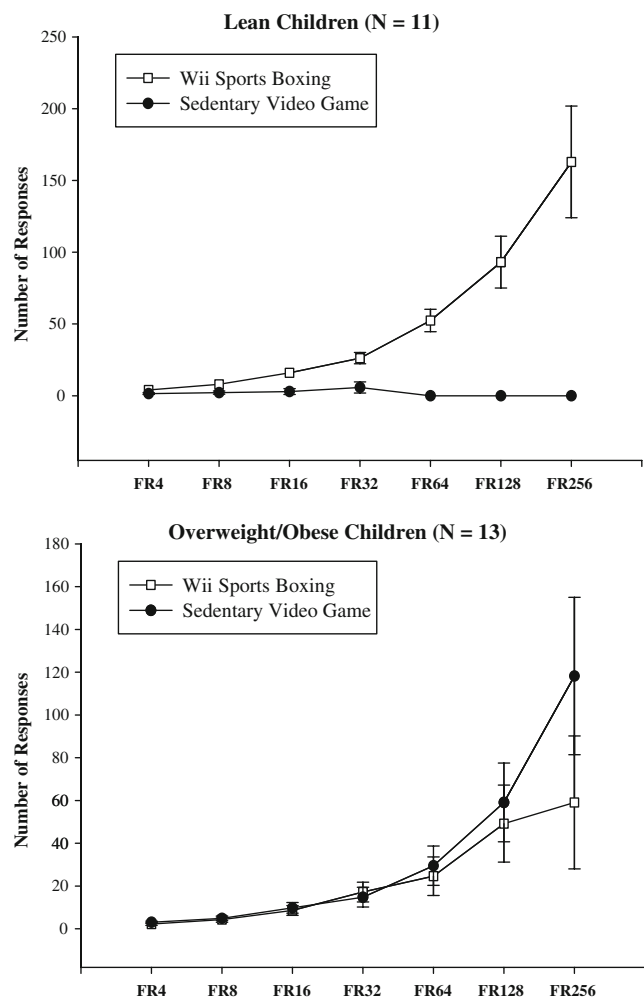 Lean Children (N = 11)
250
200
150
100
50
0
Number of Responses
Wii Sports Boxing
Sedentary Video Game
FR4 FR8 FR16 FR32 FR64 FR128 FR256
Overweight/Obese Children (N = 13)
180
160
140
120
100
80
60
40
20
0
Number of Responses
Wii Sports Boxing
Sedentary Video Game
FR4 FR8 FR16 FR32 FR64 FR128 FR256